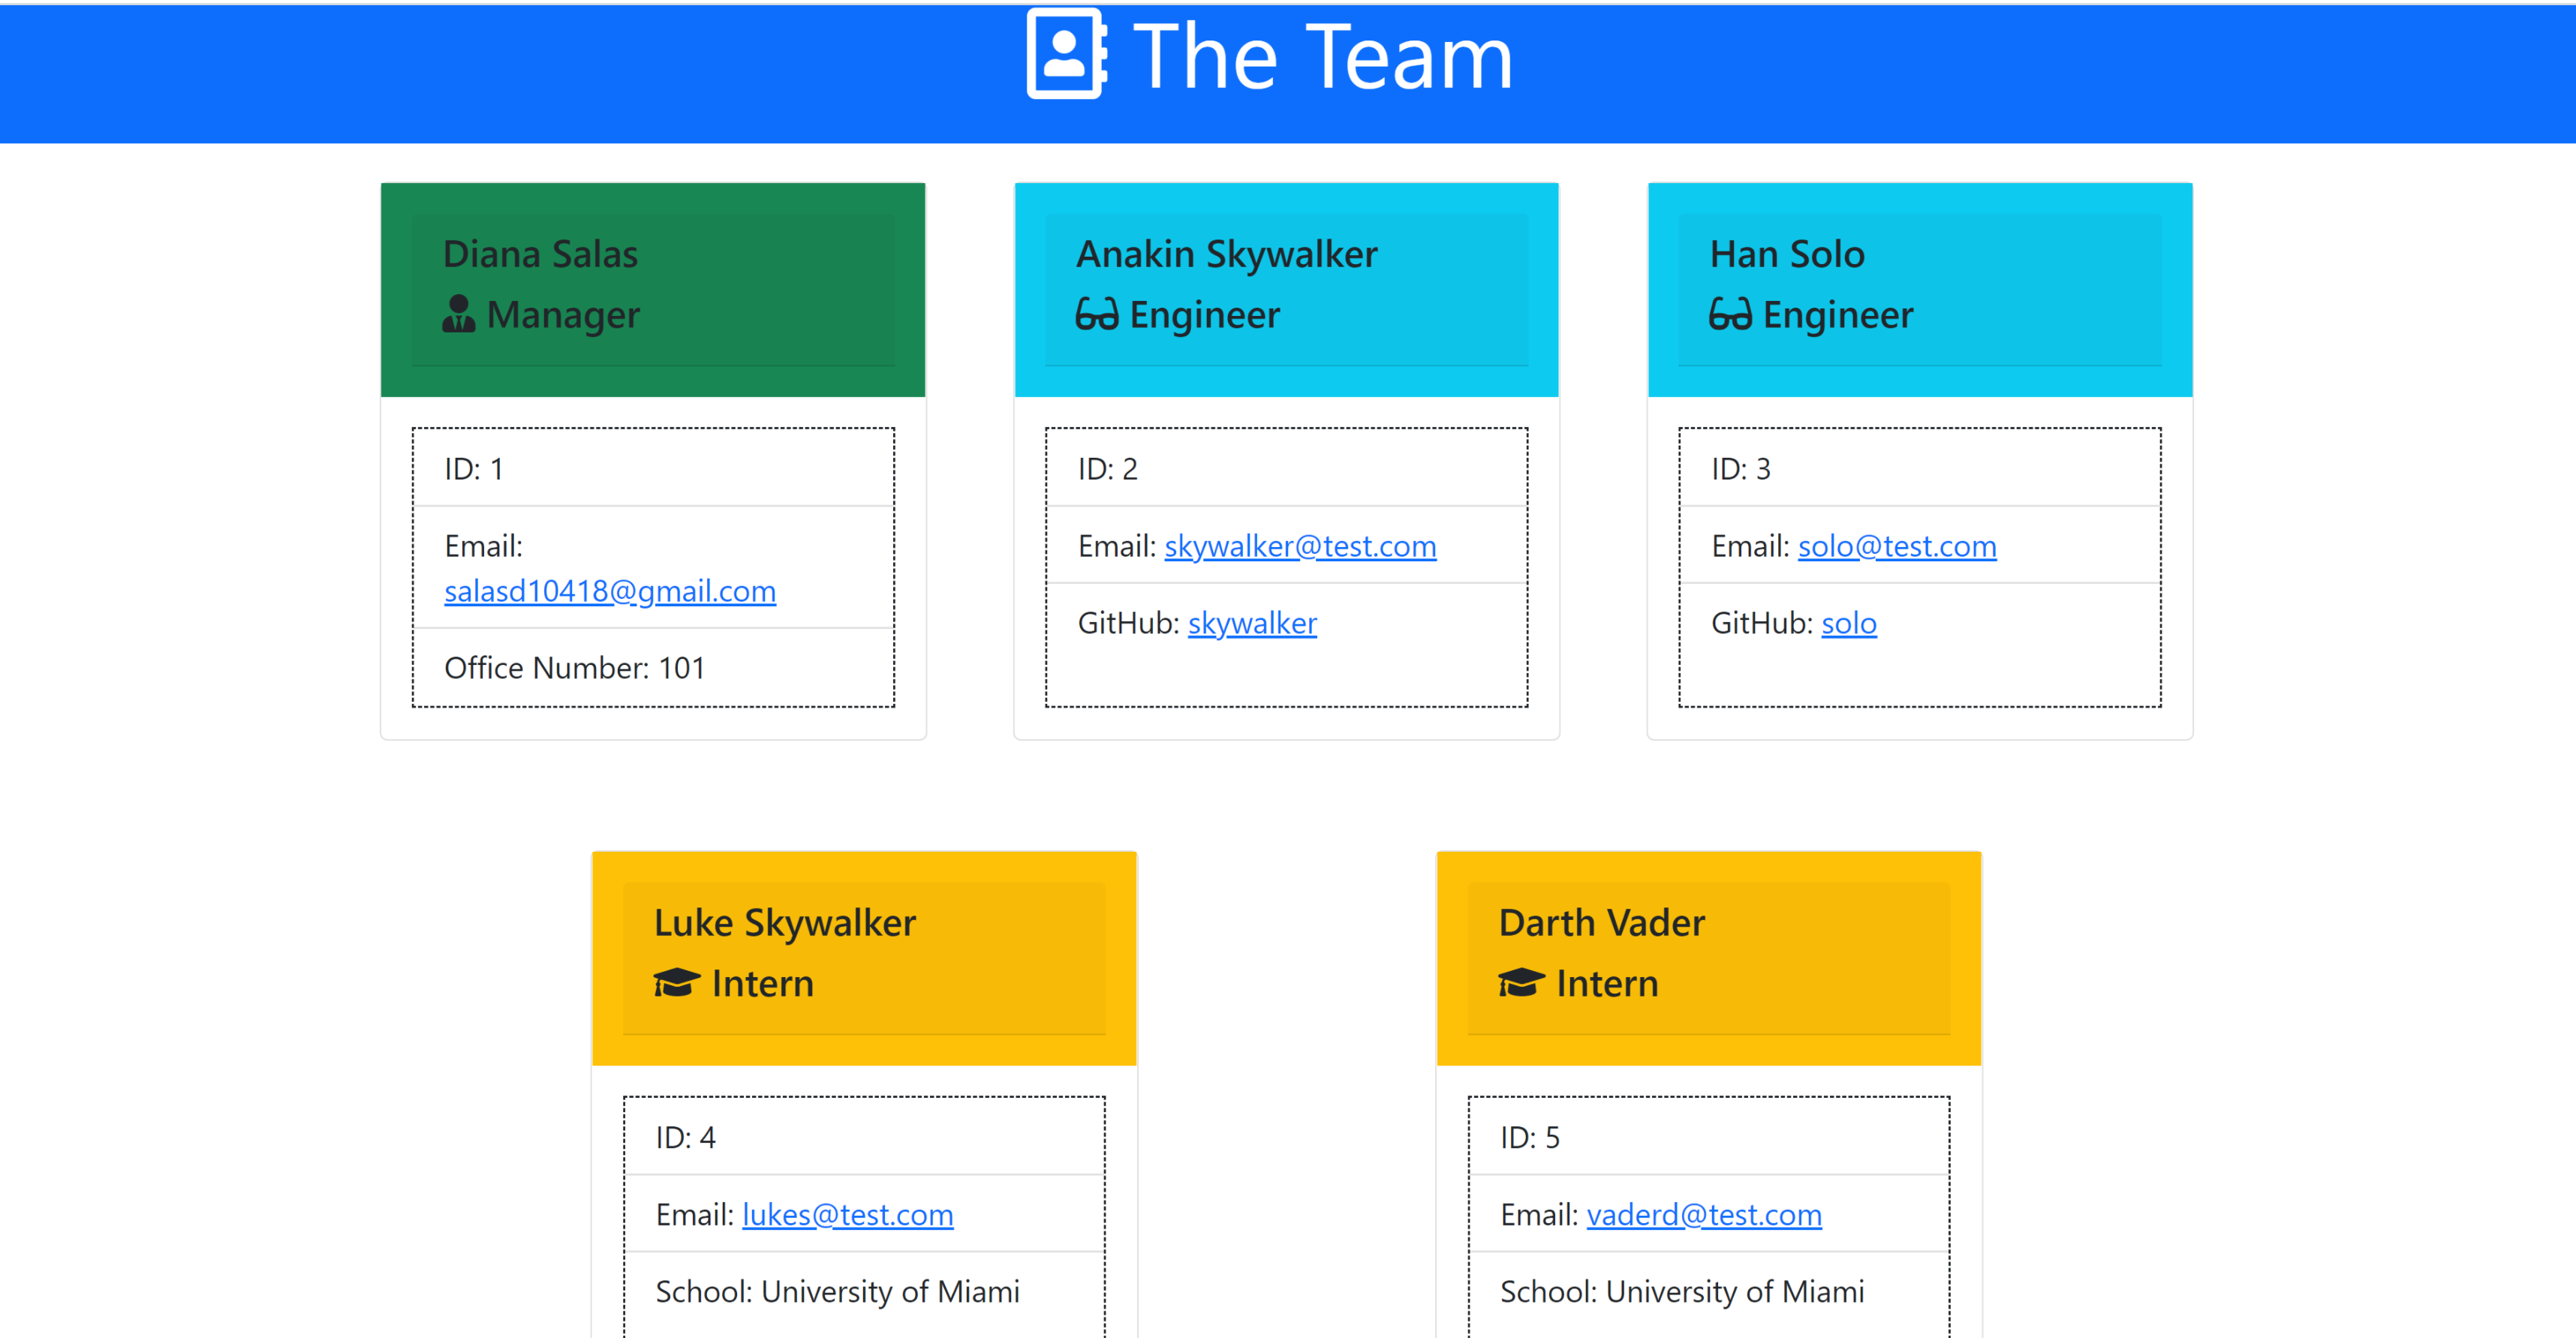 The Team
Diana Salas
Manager
ID: 1
Email:
salasd10418@gmail.com
Office Number: 101
Anakin Skywalker
Engineer
ID: 2
Email: skywalker@test.com
GitHub: skywalker
Han Solo
Engineer
ID: 3
Email: solo@test.com
GitHub: solo
Luke Skywalker
Intern
ID: 4
Email: lukes@test.com
School: University of Miami
Darth Vader
Intern
ID: 5
Email: vaderd@test.com
School: University of Miami